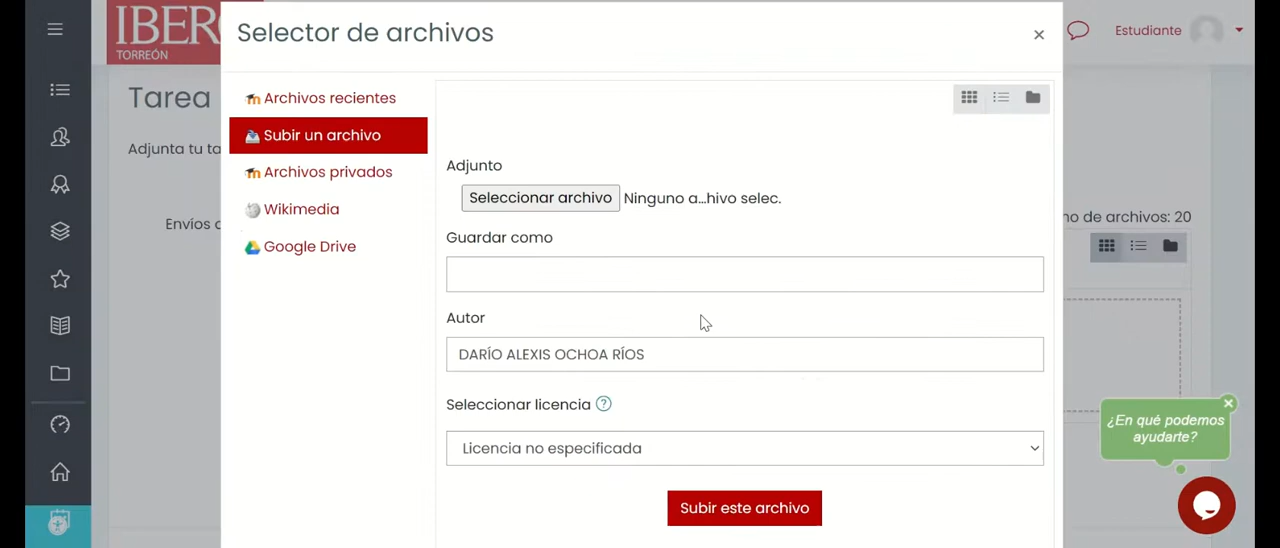 IBER
TORREÓN
Selector de archivos
×
Estudiante
Tarea
Adjunta tu ta
Envíos
Archivos recientes
Subir un archivo
Archivos privados
Wikimedia
Google Drive
Adjunto
Seleccionar archivo Ninguno a...hivo selec.
Guardar como
Autor
DARÍO ALEXIS OCHOA RÍOS
Seleccionar licencia ?
Licencia no especificada
Subir este archivo
no de archivos: 20
¿En qué podemos
ayudarte?